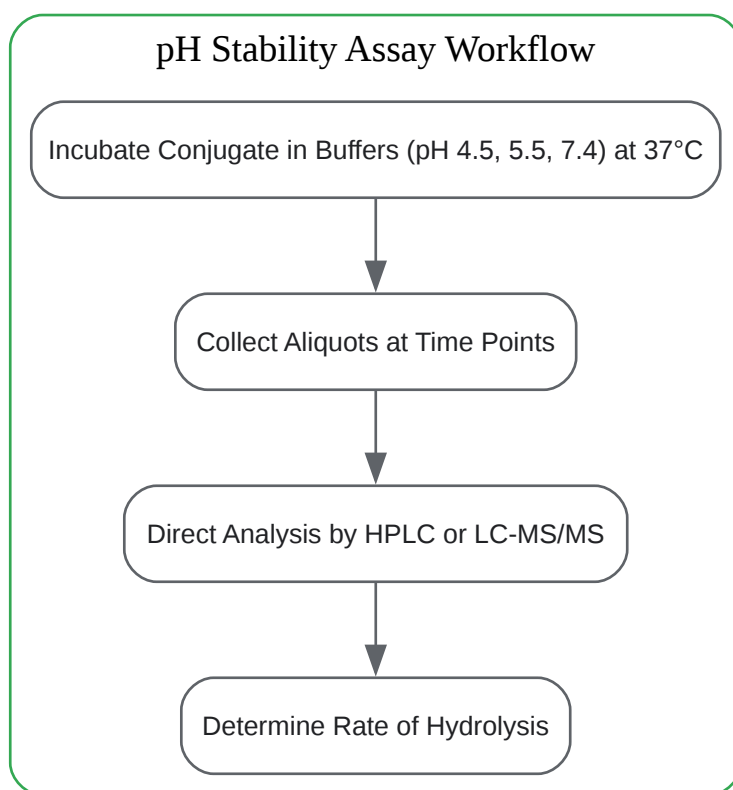 pH Stability Assay Workflow
Incubate Conjugate in Buffers (pH 4.5, 5.5, 7.4) at 37°C
Collect Aliquots at Time Points
Direct Analysis by HPLC or LC-MS/MS
Determine Rate of Hydrolysis